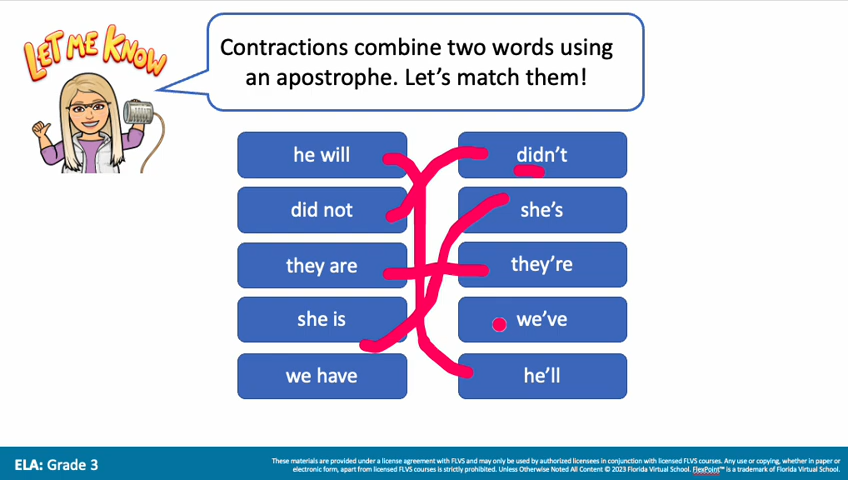 LET ME KNOW
Contractions combine two words using
an apostrophe. Let’s match them!
he will
didn’t
did not
she’s
they are
they’re
she is
we’ve
we have
he’ll
ELA: Grade 3
These materials are provided under a license agreement with FLVS and may only be used by authorized licensees in conjunction with licensed FLVS courses. Any use or copying, whether in paper or
electronic form, apart from licensed FLVS courses is strictly prohibited. Unless Otherwise Noted All Content © 2023 Florida Virtual School. FlexPoint™ is a trademark of Florida Virtual School.